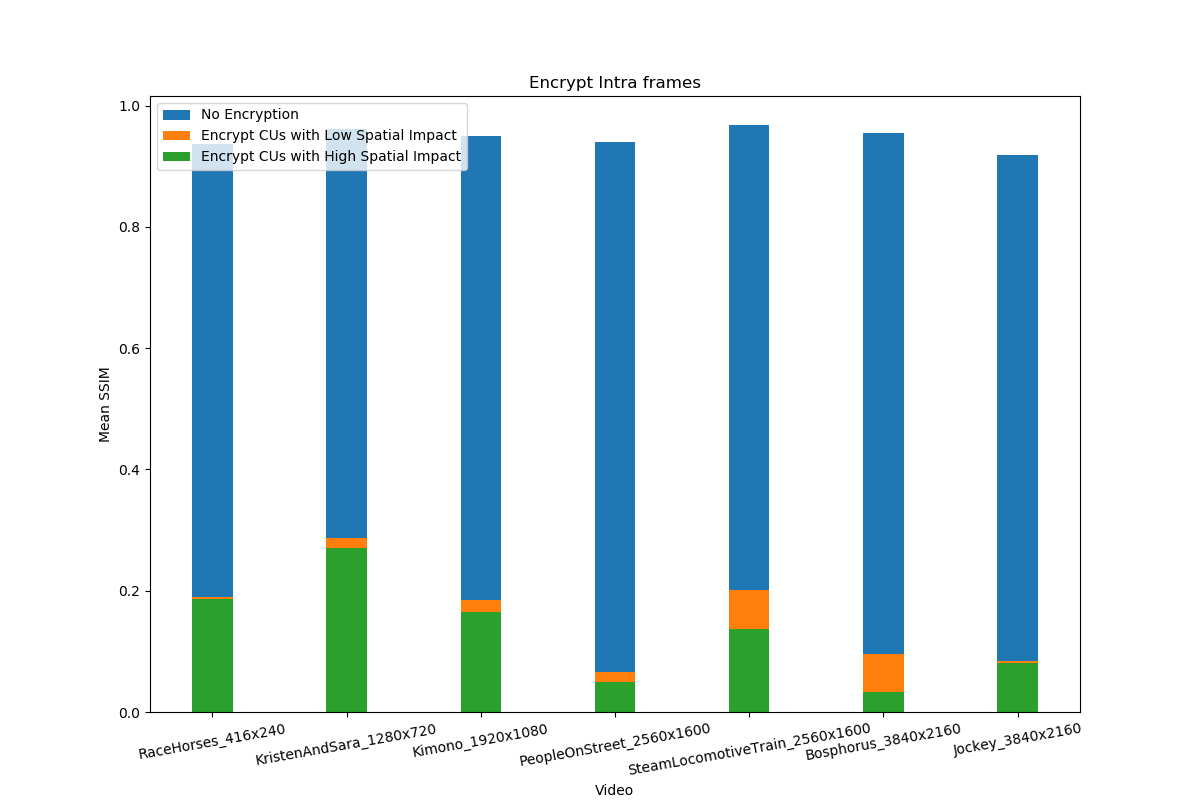 Encrypt Intra frames
No Encryption
Encrypt CUs with Low Spatial Impact
Encrypt CUs with High Spatial Impact
1.0
0.8
0.6
0.4
0.2
0.0
Mean SSIM
RaceHorses_416x240
KristenAndSara_1280x720
Kimono_1920x1080
PeopleOnStreet_2560x1600
SteamLocomotiveTrain_2560x1600
Bosphorus_3840x2160
Jockey_3840x2160
Video